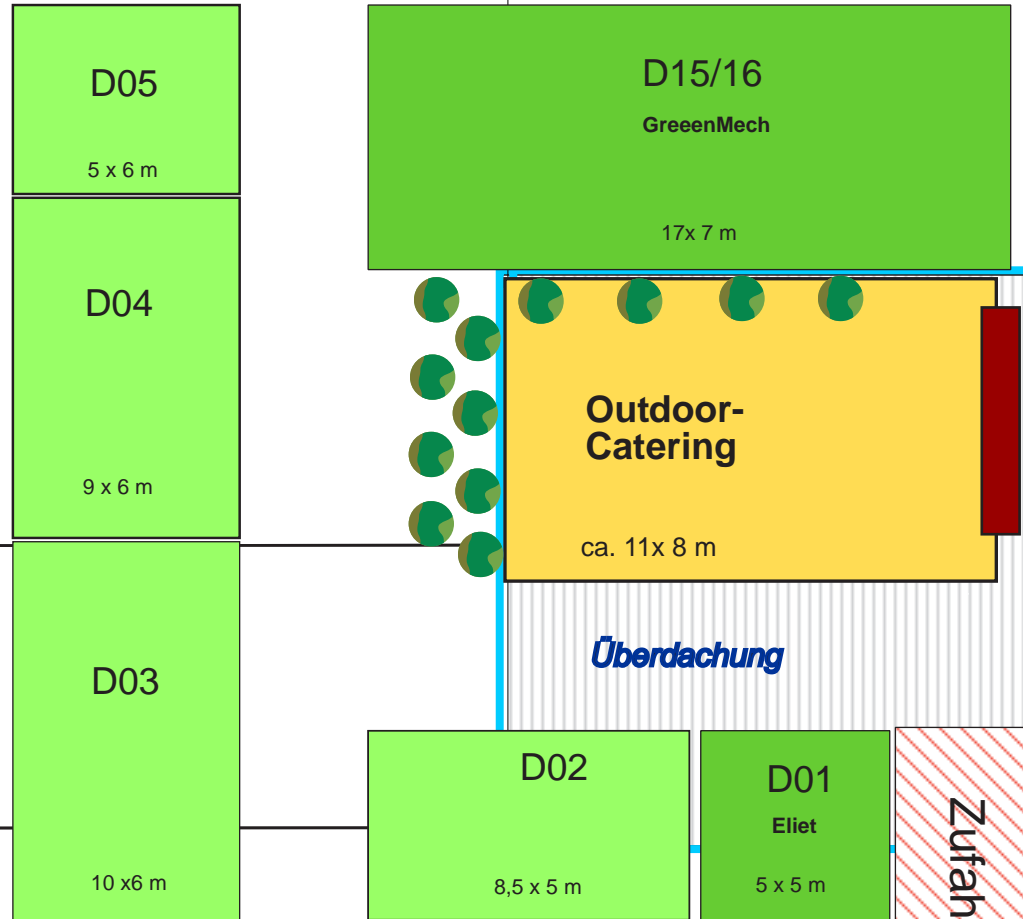 D05
5 x 6 m
D15/16
GreeenMech
17x 7 m
D04
9 x 6 m
Outdoor-
Catering
ca. 11x 8 m
D03
10 x6 m
Überdachung
D02
8,5 x 5 m
D01
Eliet
5 x 5 m
Zufah